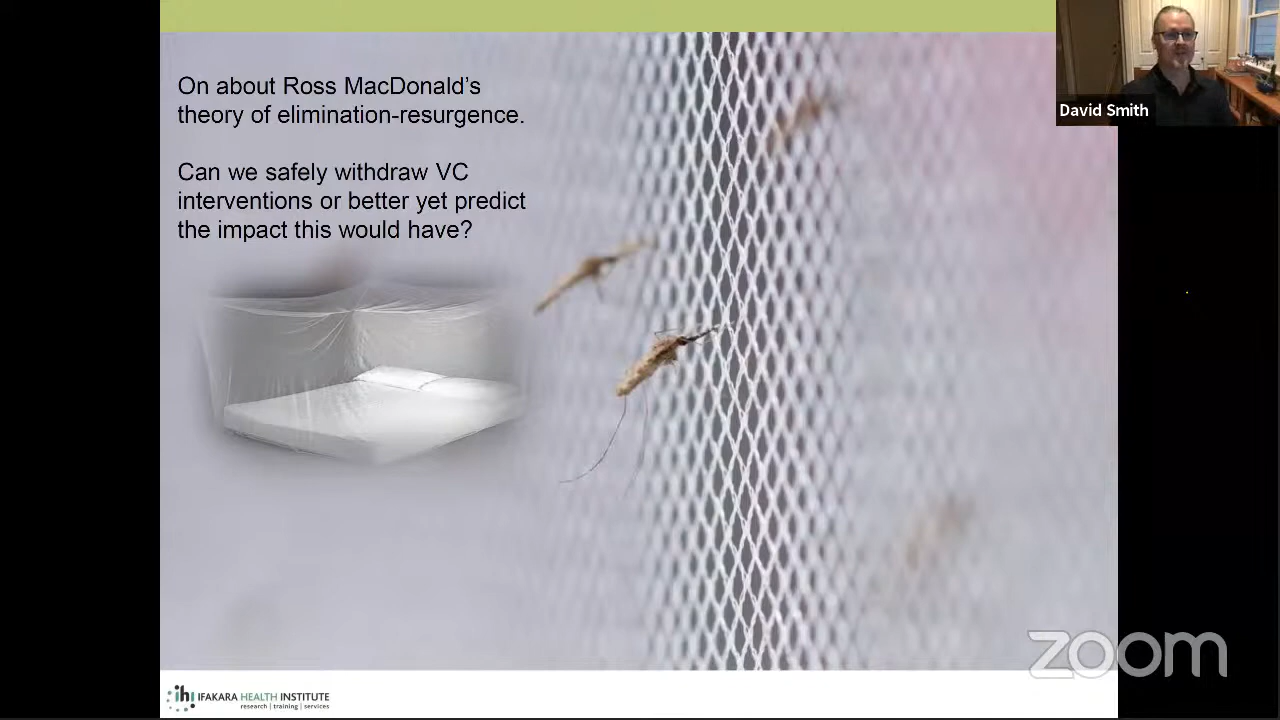 On about Ross MacDonald's
theory of elimination-resurgence.
Can we safely withdraw VC
interventions or better yet predict
the impact this would have?
David Smith
zoom
ihi IFAKARA HEALTH INSTITUTE
research | training | services